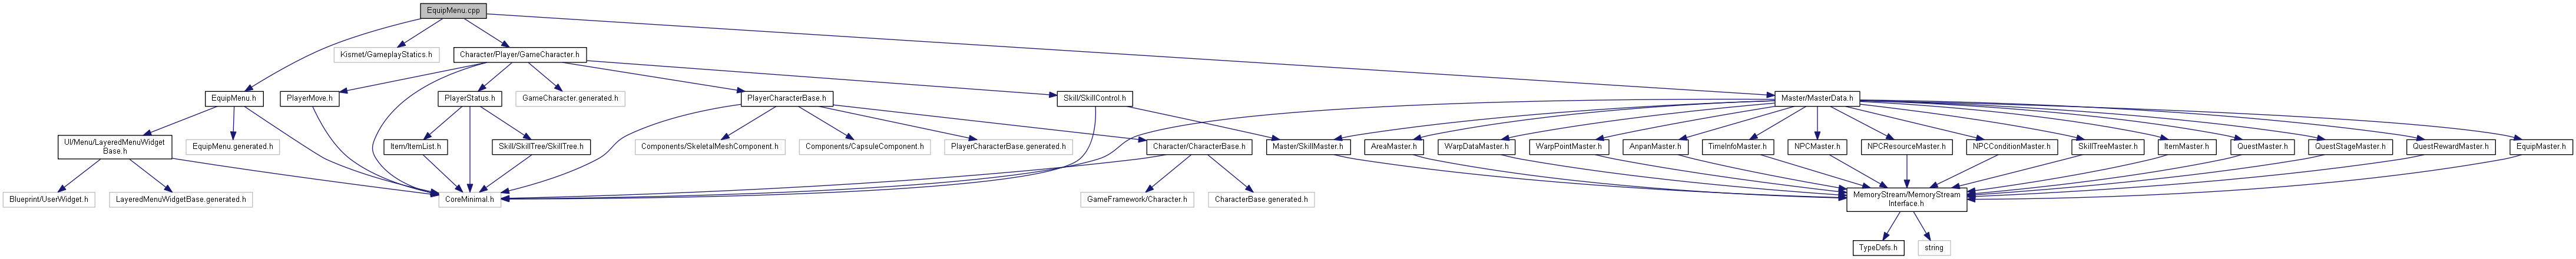 EquipMenu.cpp
Kismet/GameplayStatics.h
Character/Player/GameCharacter.h
EquipMenu.h
PlayerMove.h
PlayerStatus.h
GameCharacter.generated.h
PlayerCharacterBase.h
Skill/SkillControl.h
Master/MasterData.h
UI/Menu/LayeredMenuWidget
Base.h
EquipMenu.generated.h
Item/ItemList.h
Skill/SkillTree/SkillTree.h
Components/SkeletalMeshComponent.h
Components/CapsuleComponent.h
PlayerCharacterBase.generated.h
Character/CharacterBase.h
Master/SkillMaster.h
AreaMaster.h
WarpDataMaster.h
WarpPointMaster.h
AnpanMaster.h
TimeInfoMaster.h
NPCMaster.h
NPCResourceMaster.h
NPCConditionMaster.h
SkillTreeMaster.h
ItemMaster.h
QuestMaster.h
QuestStageMaster.h
QuestRewardMaster.h
EquipMaster.h
Blueprint/UserWidget.h
LayeredMenuWidgetBase.generated.h
CoreMinimal.h
GameFramework/Character.h
CharacterBase.generated.h
MemoryStream/MemoryStream
Interface.h
TypeDefs.h
string